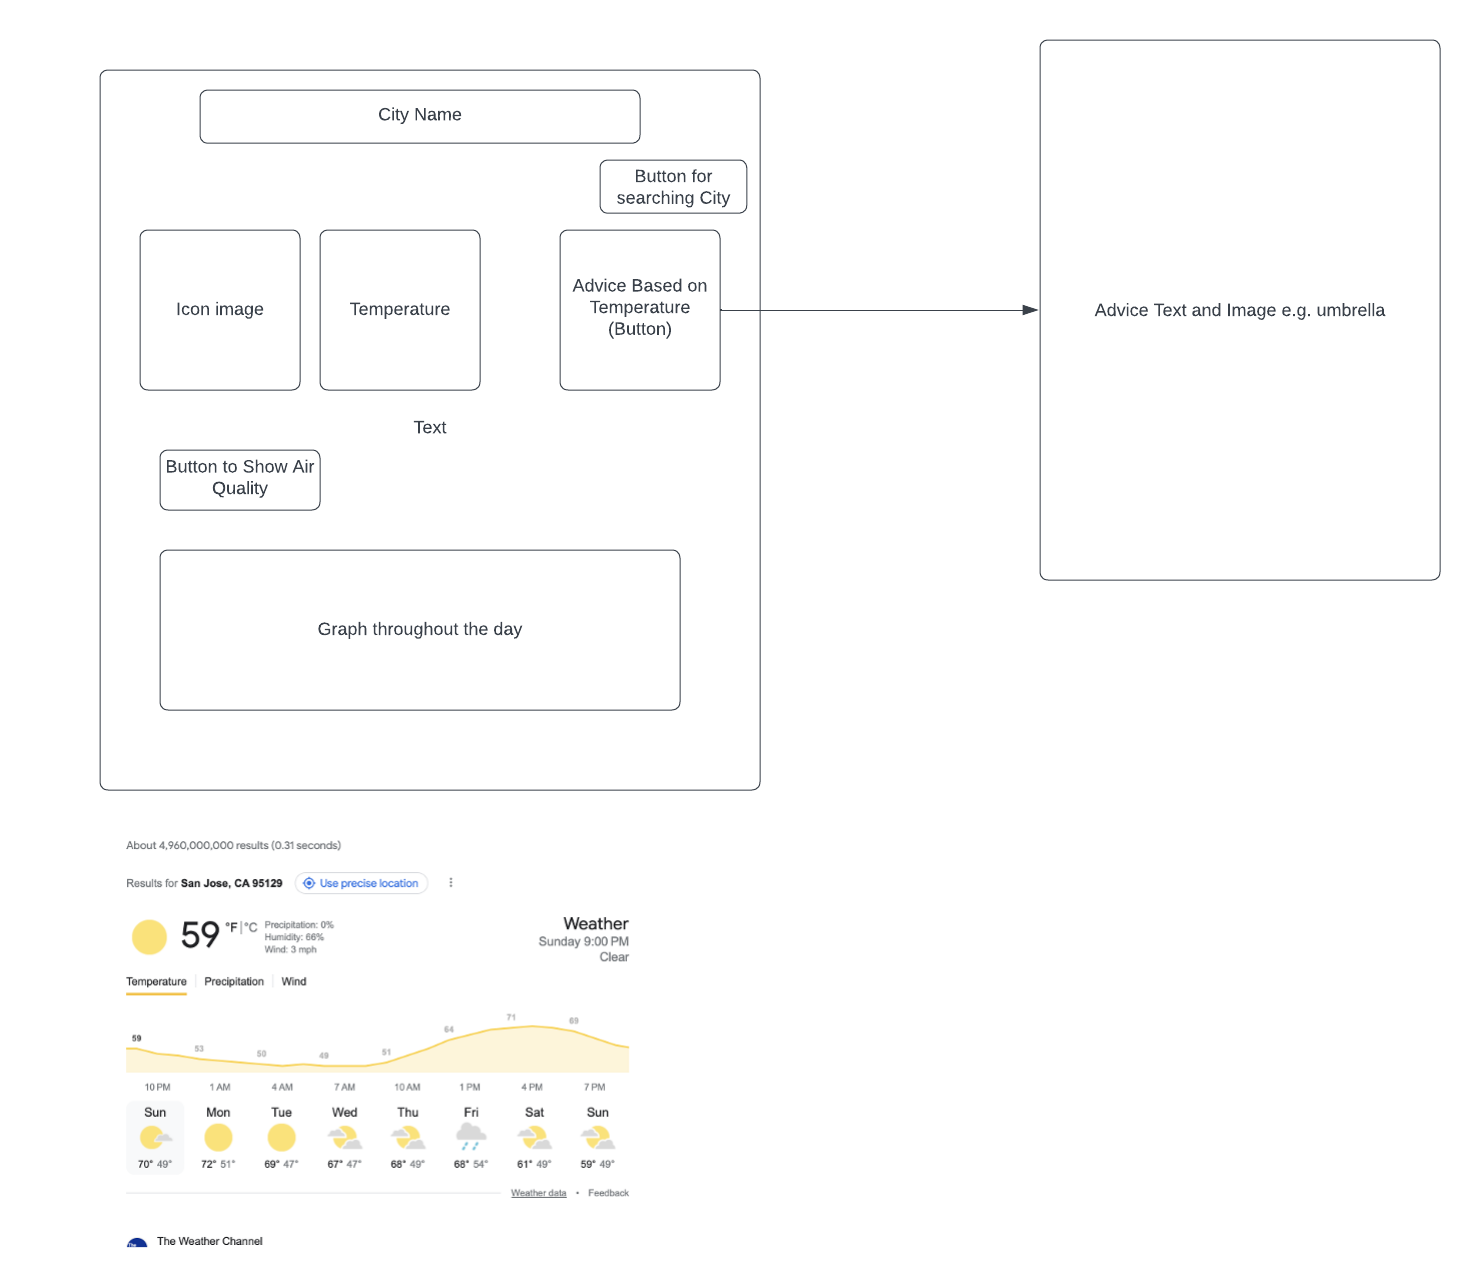 City Name
Button for
searching City
Icon image
Temperature
Advice Based on
Temperature
(Button)
Advice Text and Image e.g. umbrella
Text
Button to Show Air
Quality
Graph throughout the day
About 4,960,000,000 results (0.31 seconds)
Results for San Jose, CA 95129
Use precise location
59 °F | °C
Precipitation: 0%
Humidity: 66%
Wind: 3 mph
Weather
Sunday 9:00 PM
Clear
Temperature Precipitation Wind
59 53 50 49 51 64 71 69
10 PM 1 AM 4 AM 7 AM 10 AM 1 PM 4 PM 7 PM
Sun Mon Tue Wed Thu Fri Sat Sun
70° 49° 72° 51° 69° 47° 67° 47° 68° 49° 68° 54° 61° 49° 59° 49°
Weather data • Feedback
The Weather Channel